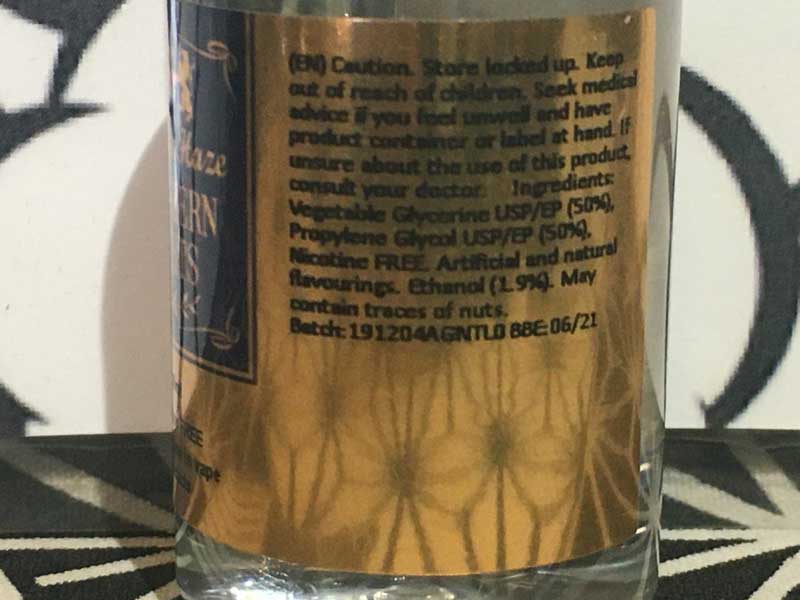 (EN) Caution. Store locked up. Keep
out of reach of children. Seek medical
advice if you feel unwell and have
product container or label at hand. If
unsure about the use of this product,
consult your doctor. Ingredients:
Vegetable Glycerine USP/EP (50%),
Propylene Glycol USP/EP (50%),
Nicotine FREE. Artificial and natural
flavourings. Ethanol (1.9%). May
contain traces of nuts.
Batch: 191204AGNTL0 BBE: 06/21
Haze
ERN
vape